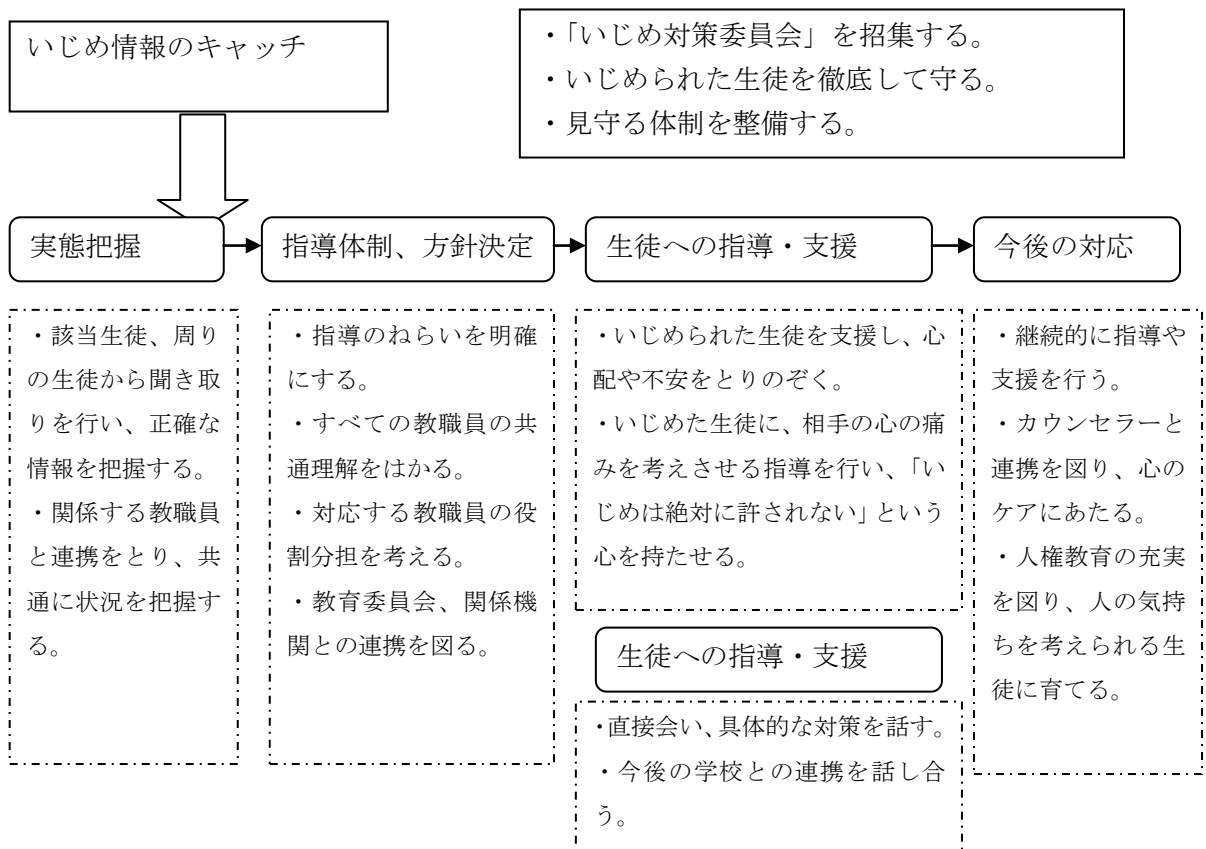 いじめ情報のキャッチ
・「いじめ対策委員会」を招集する。
・いじめられた生徒を徹底して守る。
・見守る体制を整備する。
実態把握
指導体制、方針決定
生徒への指導・支援
今後の対応
・該当生徒、周り
の生徒から聞き取
りを行い、正確な
情報を把握する。
・関係する教職員
と連携をとり、共
通に状況を把握す
る。
・指導のねらいを明確
にする。
・すべての教職員の共
通理解をはかる。
・対応する教職員の役
割分担を考える。
・教育委員会、関係機
関との連携を図る。
・いじめられた生徒を支援し、心
配や不安をとりのぞく。
・いじめた生徒に、相手の心の痛
みを考えさせる指導を行い、「い
じめは絶対に許されない」という
心を持たせる。
生徒への指導・支援
・直接会い、具体的な対策を話す。
・今後の学校との連携を話し合
う。
・継続的に指導や
支援を行う。
・カウンセラーと
連携を図り、心の
ケアにあたる。
・人権教育の充実
を図り、人の気持
ちを考えられる生
徒に育てる。